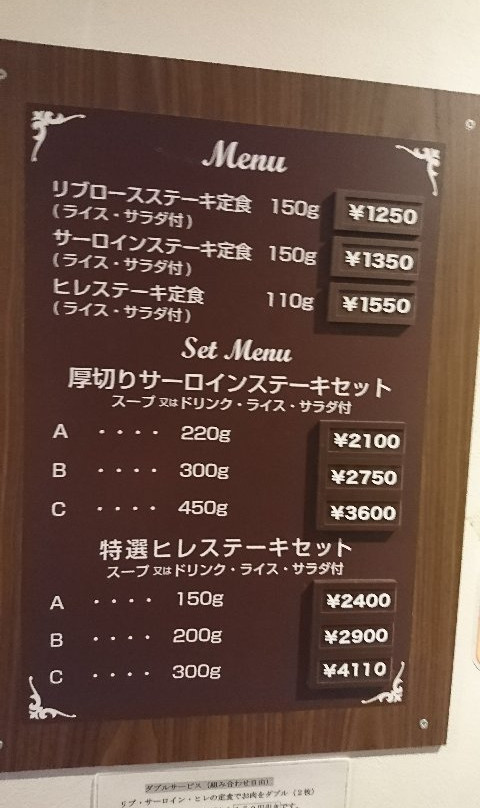 Menu
リブロースステーキ定食 150g ¥1250
(ライス・サラダ付)
サーロインステーキ定食 150g ¥1350
(ライス・サラダ付)
ヒレステーキ定食 110g ¥1550
(ライス・サラダ付)
Set Menu
厚切りサーロインステーキセット
スープ又はドリンク・ライス・サラダ付
A ・・・・ 220g ¥2100
B ・・・・ 300g ¥2750
C ・・・・ 450g ¥3600
特選ヒレステーキセット
スープ又はドリンク・ライス・サラダ付
A ・・・・ 150g ¥2400
B ・・・・ 200g ¥2900
C ・・・・ 300g ¥4110
ダブルサービス(組み合わせ自由)
リブ・サーロイン・ヒレの定食でお肉をダブル(2枚)